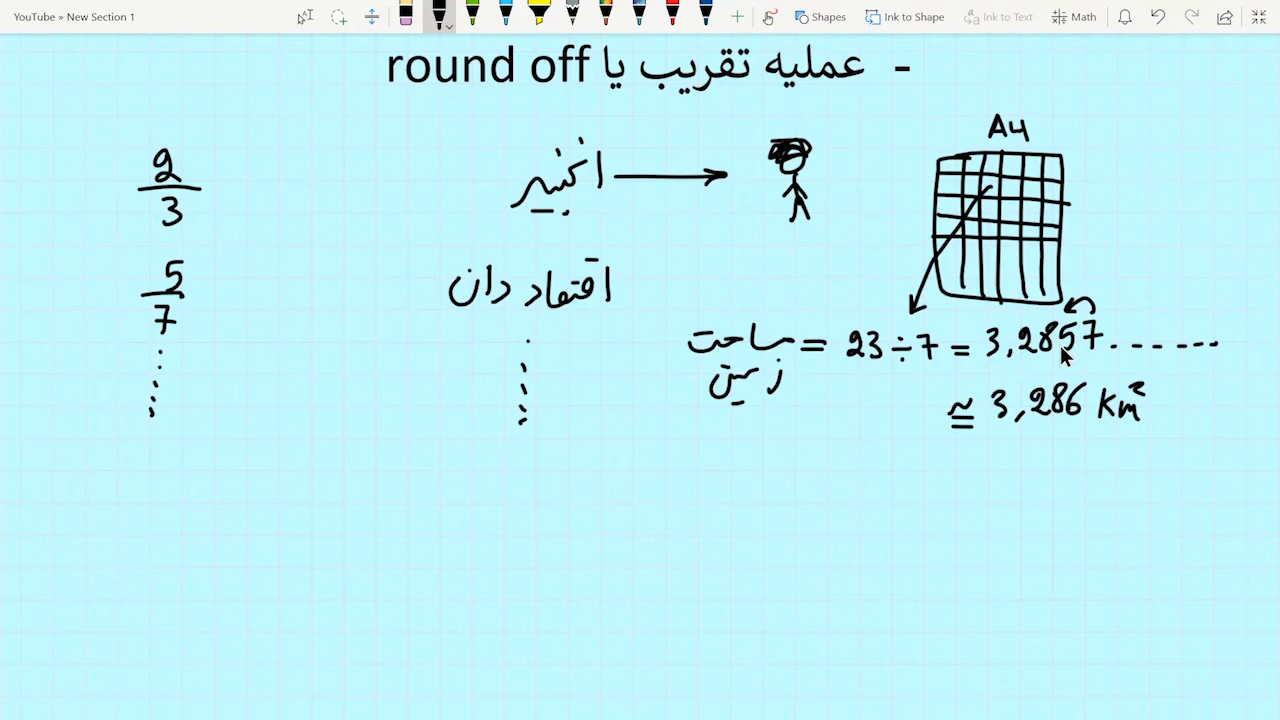 YouTube » New Section 1
Shapes
Ink to Shape
Ink to Text
Math
- عملیه تقریب یا round off
A4
2
3
انجنیر
5
7
اقتصاد دان
مساحت زمین = 23 ÷ 7 = 3,2857.......
≅ 3,286 Km²